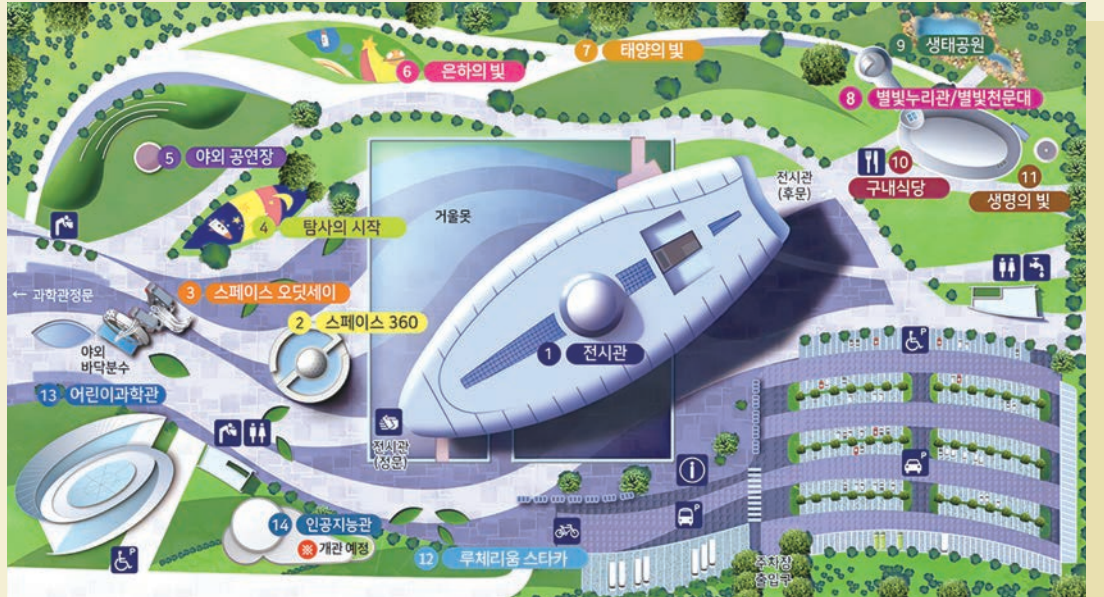 6 은하의 빛
7 태양의 빛
9 생태공원
8 별빛누리관/별빛천문대
5 야외 공연장
10
구내식당
11
생명의 빛
전시관
(후문)
4 탐사의 시작
거울못
← 과학관정문
3 스페이스 오딧세이
2 스페이스 360
1 전시관
야외
바닥분수
13 어린이과학관
전시관
(정문)
P
i
P
P
14 인공지능관
※ 개관 예정
12 루체리움 스타카
주차장
출입구
P